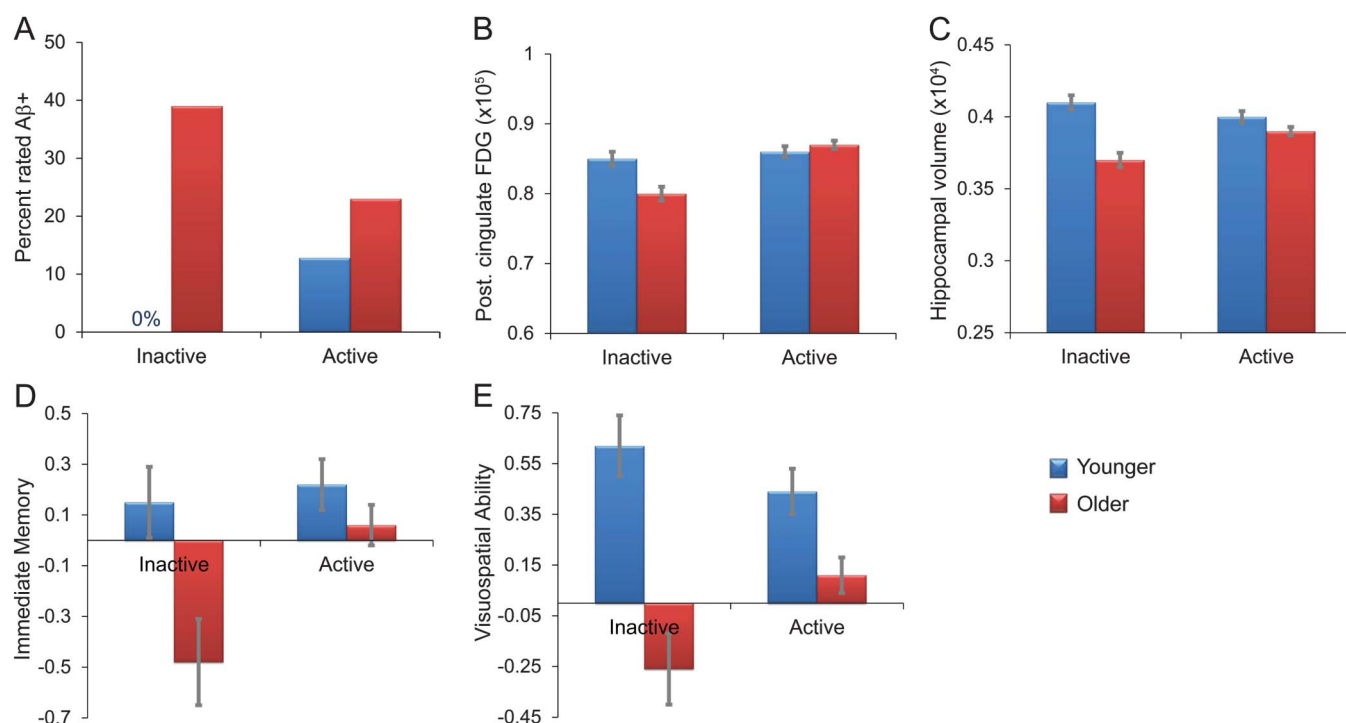 A
Percent rated Aβ+
50
40
30
20
10
0
0%
Inactive
Active
B
Post. cingulate FDG (x10⁵)
1
0.9
0.8
0.7
0.6
Inactive
Active
C
Hippocampal volume (x10⁴)
0.45
0.4
0.35
0.3
0.25
Inactive
Active
D
Immediate Memory
0.5
0.3
0.1
-0.1
-0.3
-0.5
-0.7
Inactive
Active
E
Visuospatial Ability
0.75
0.55
0.35
0.15
-0.05
-0.25
-0.45
Inactive
Active
Younger
Older